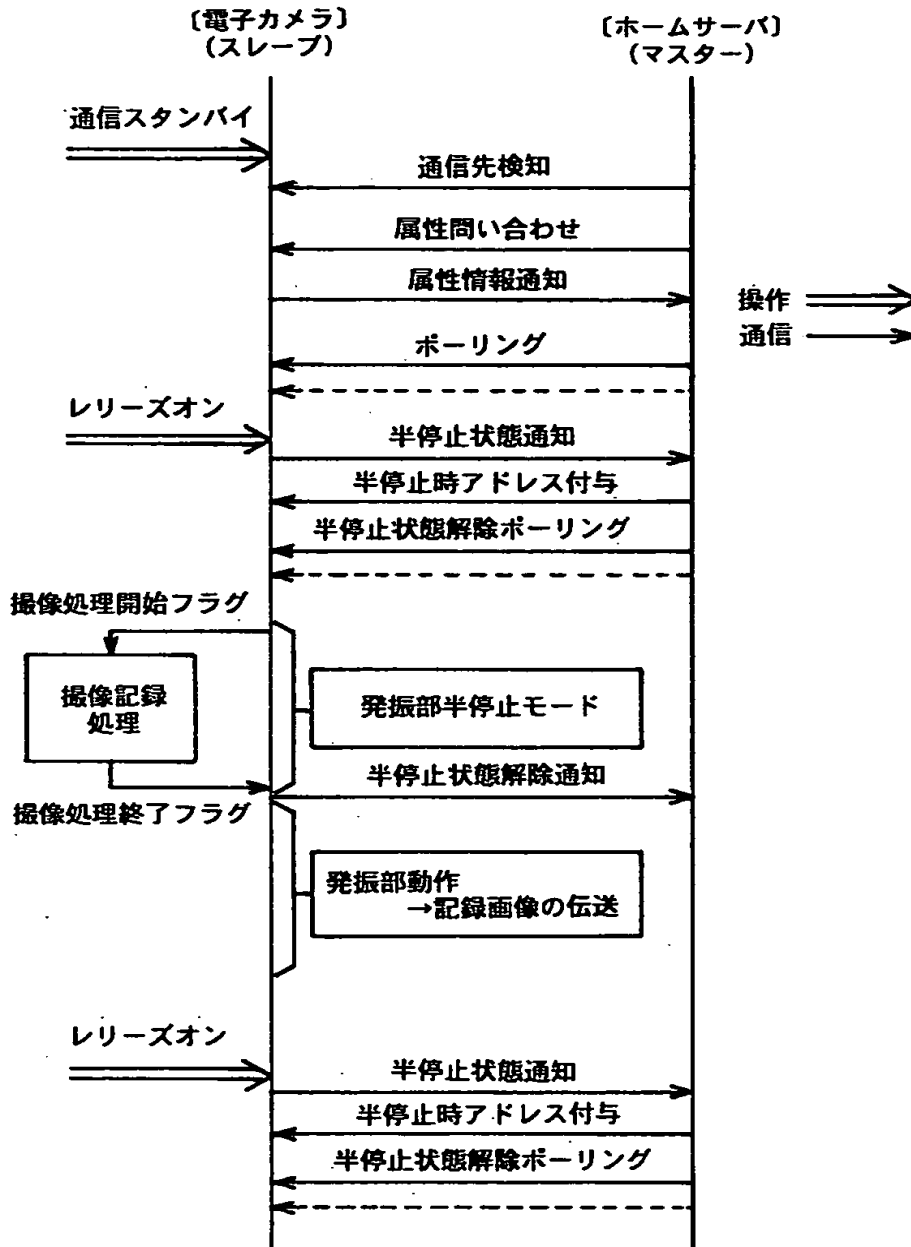 〔電子カメラ〕
(スレーブ)
〔ホームサーバ〕
(マスター)
通信スタンバイ
通信先検知
属性問い合わせ
属性情報通知
操作
通信
ポーリング
レリーズオン
半停止状態通知
半停止時アドレス付与
半停止状態解除ポーリング
撮像処理開始フラグ
撮像記録
処理
発振部半停止モード
半停止状態解除通知
撮像処理終了フラグ
発振部動作
→記録画像の伝送
レリーズオン
半停止状態通知
半停止時アドレス付与
半停止状態解除ポーリング